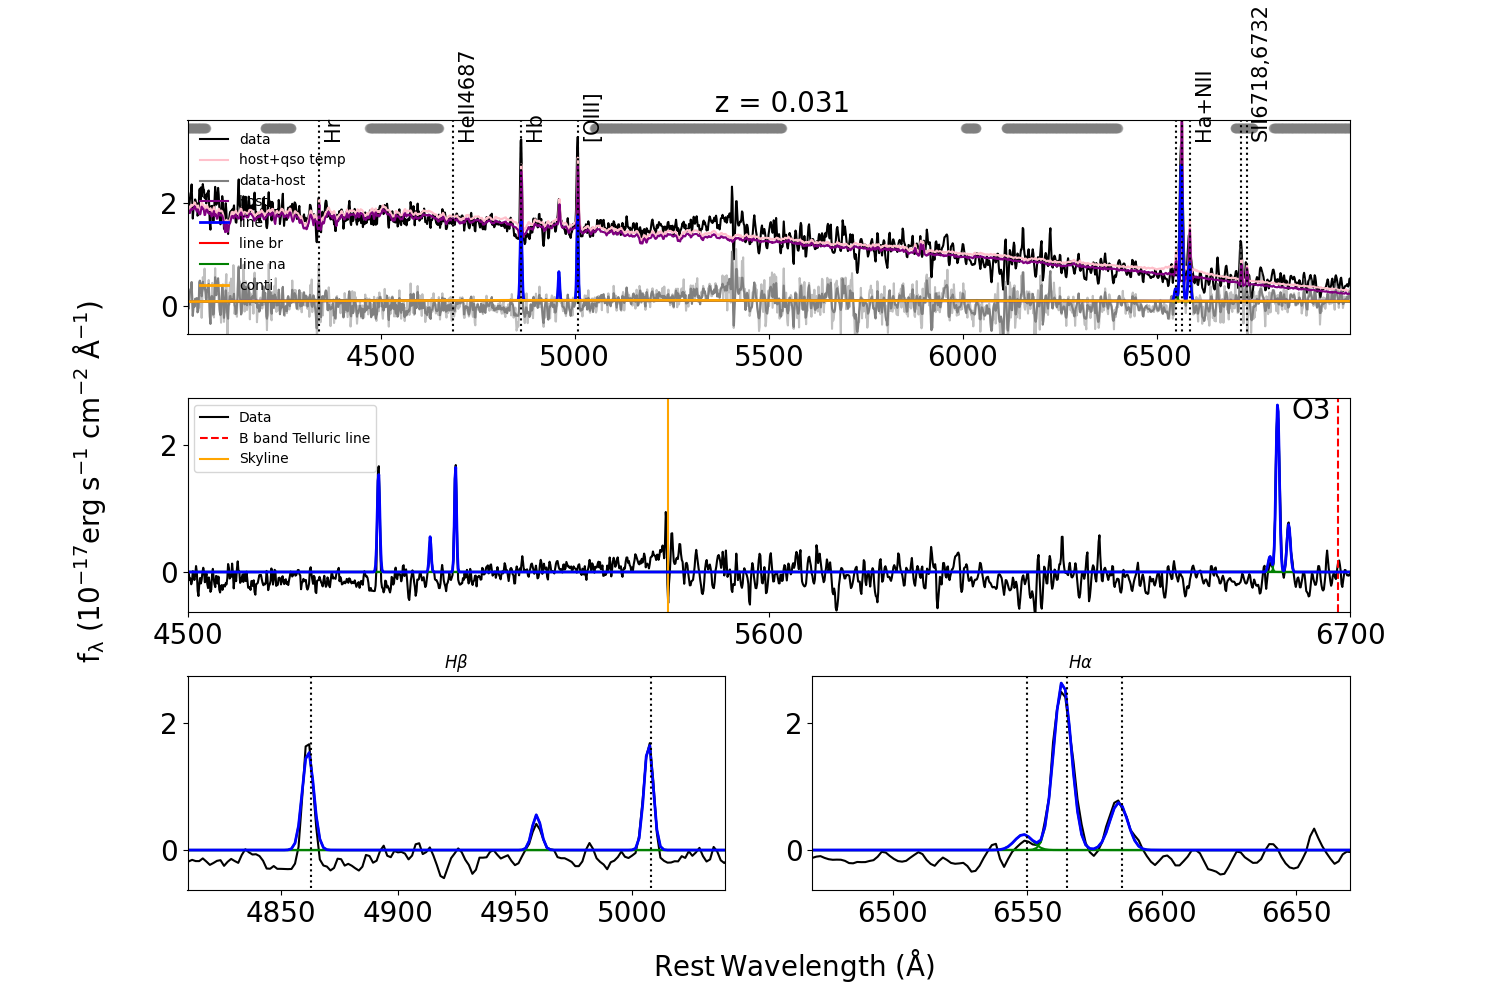 z = 0.031
Hr
HeII4687
Hb
[OIII]
Ha+NII
SII6718,6732
data
host+qso temp
data-host
host
line
line br
line na
conti
2
0
4500 5000 5500 6000 6500
fλ (10⁻¹⁷erg s⁻¹ cm⁻² Å⁻¹)
Data
B band Telluric line
Skyline
O3
2
0
4500 5600 6700
Hβ
2
0
4850 4900 4950 5000
Hα
2
0
6500 6550 6600 6650
Rest Wavelength (Å)